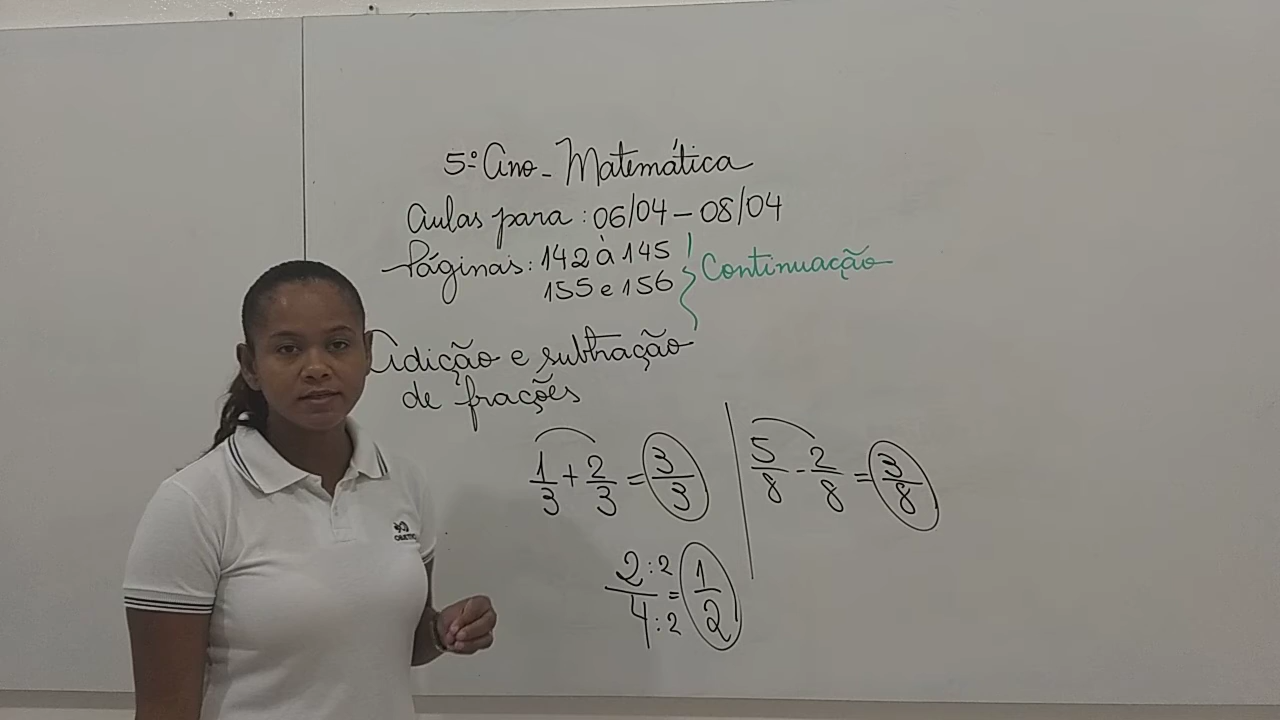 5º Ano - Matemática
Aulas para: 06/04 - 08/04
Páginas: 142 à 145
155 e 156
Continuação
Adição e subtração
de frações
1/3 + 2/3 = 3/3
5/8 - 2/8 = 3/8
2:2/4:2 = 1/2
OBJETIVO